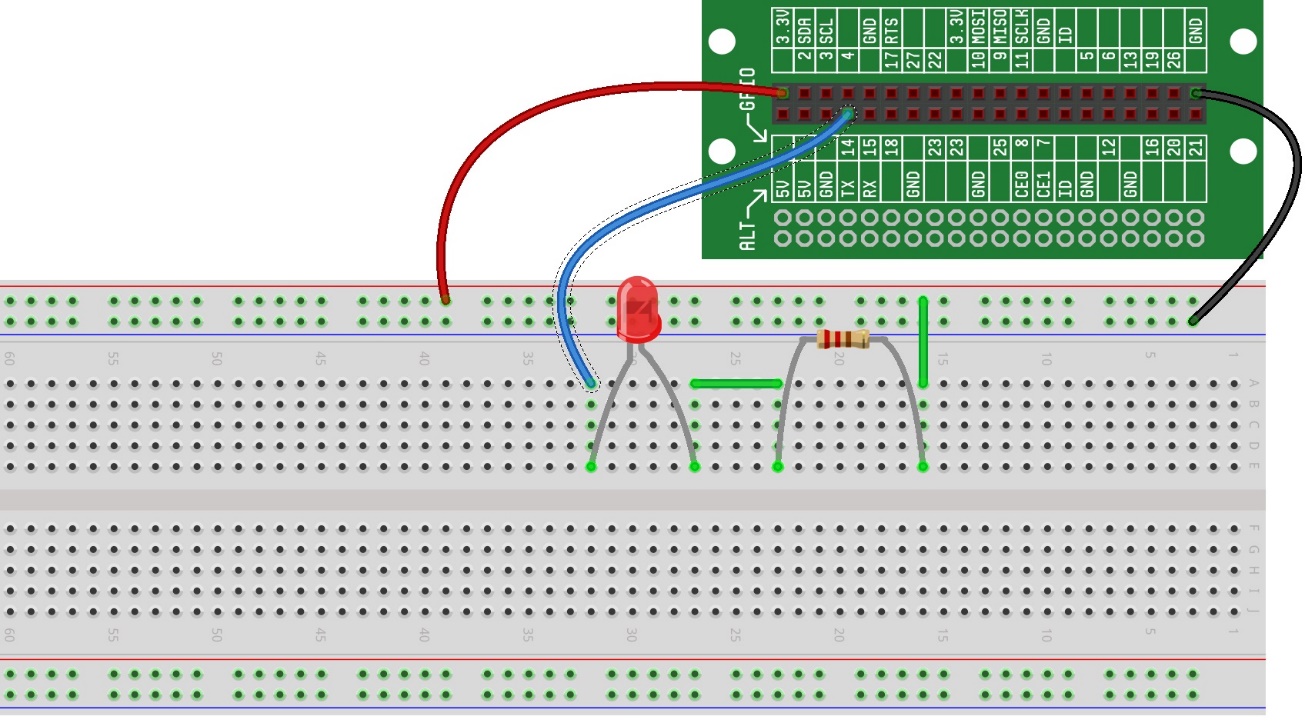 3.3V SDA SCL GND RTS 3.3V MOSI MISO SCLK GND ID GND
2 3 4 17 27 22 10 9 11 5 6 13 19 26
GPIO
14 15 18 23 23 25 8 7 12 16 20 21
5V 5V GND TX RX GND GND CE0 CE1 ID GND GND
ALT
60 55 50 45 40 35 30 25 20 15 10 5 1
A
B
C
D
E
F
G
H
I
J
60 55 50 45 40 35 30 25 20 15 10 5 1